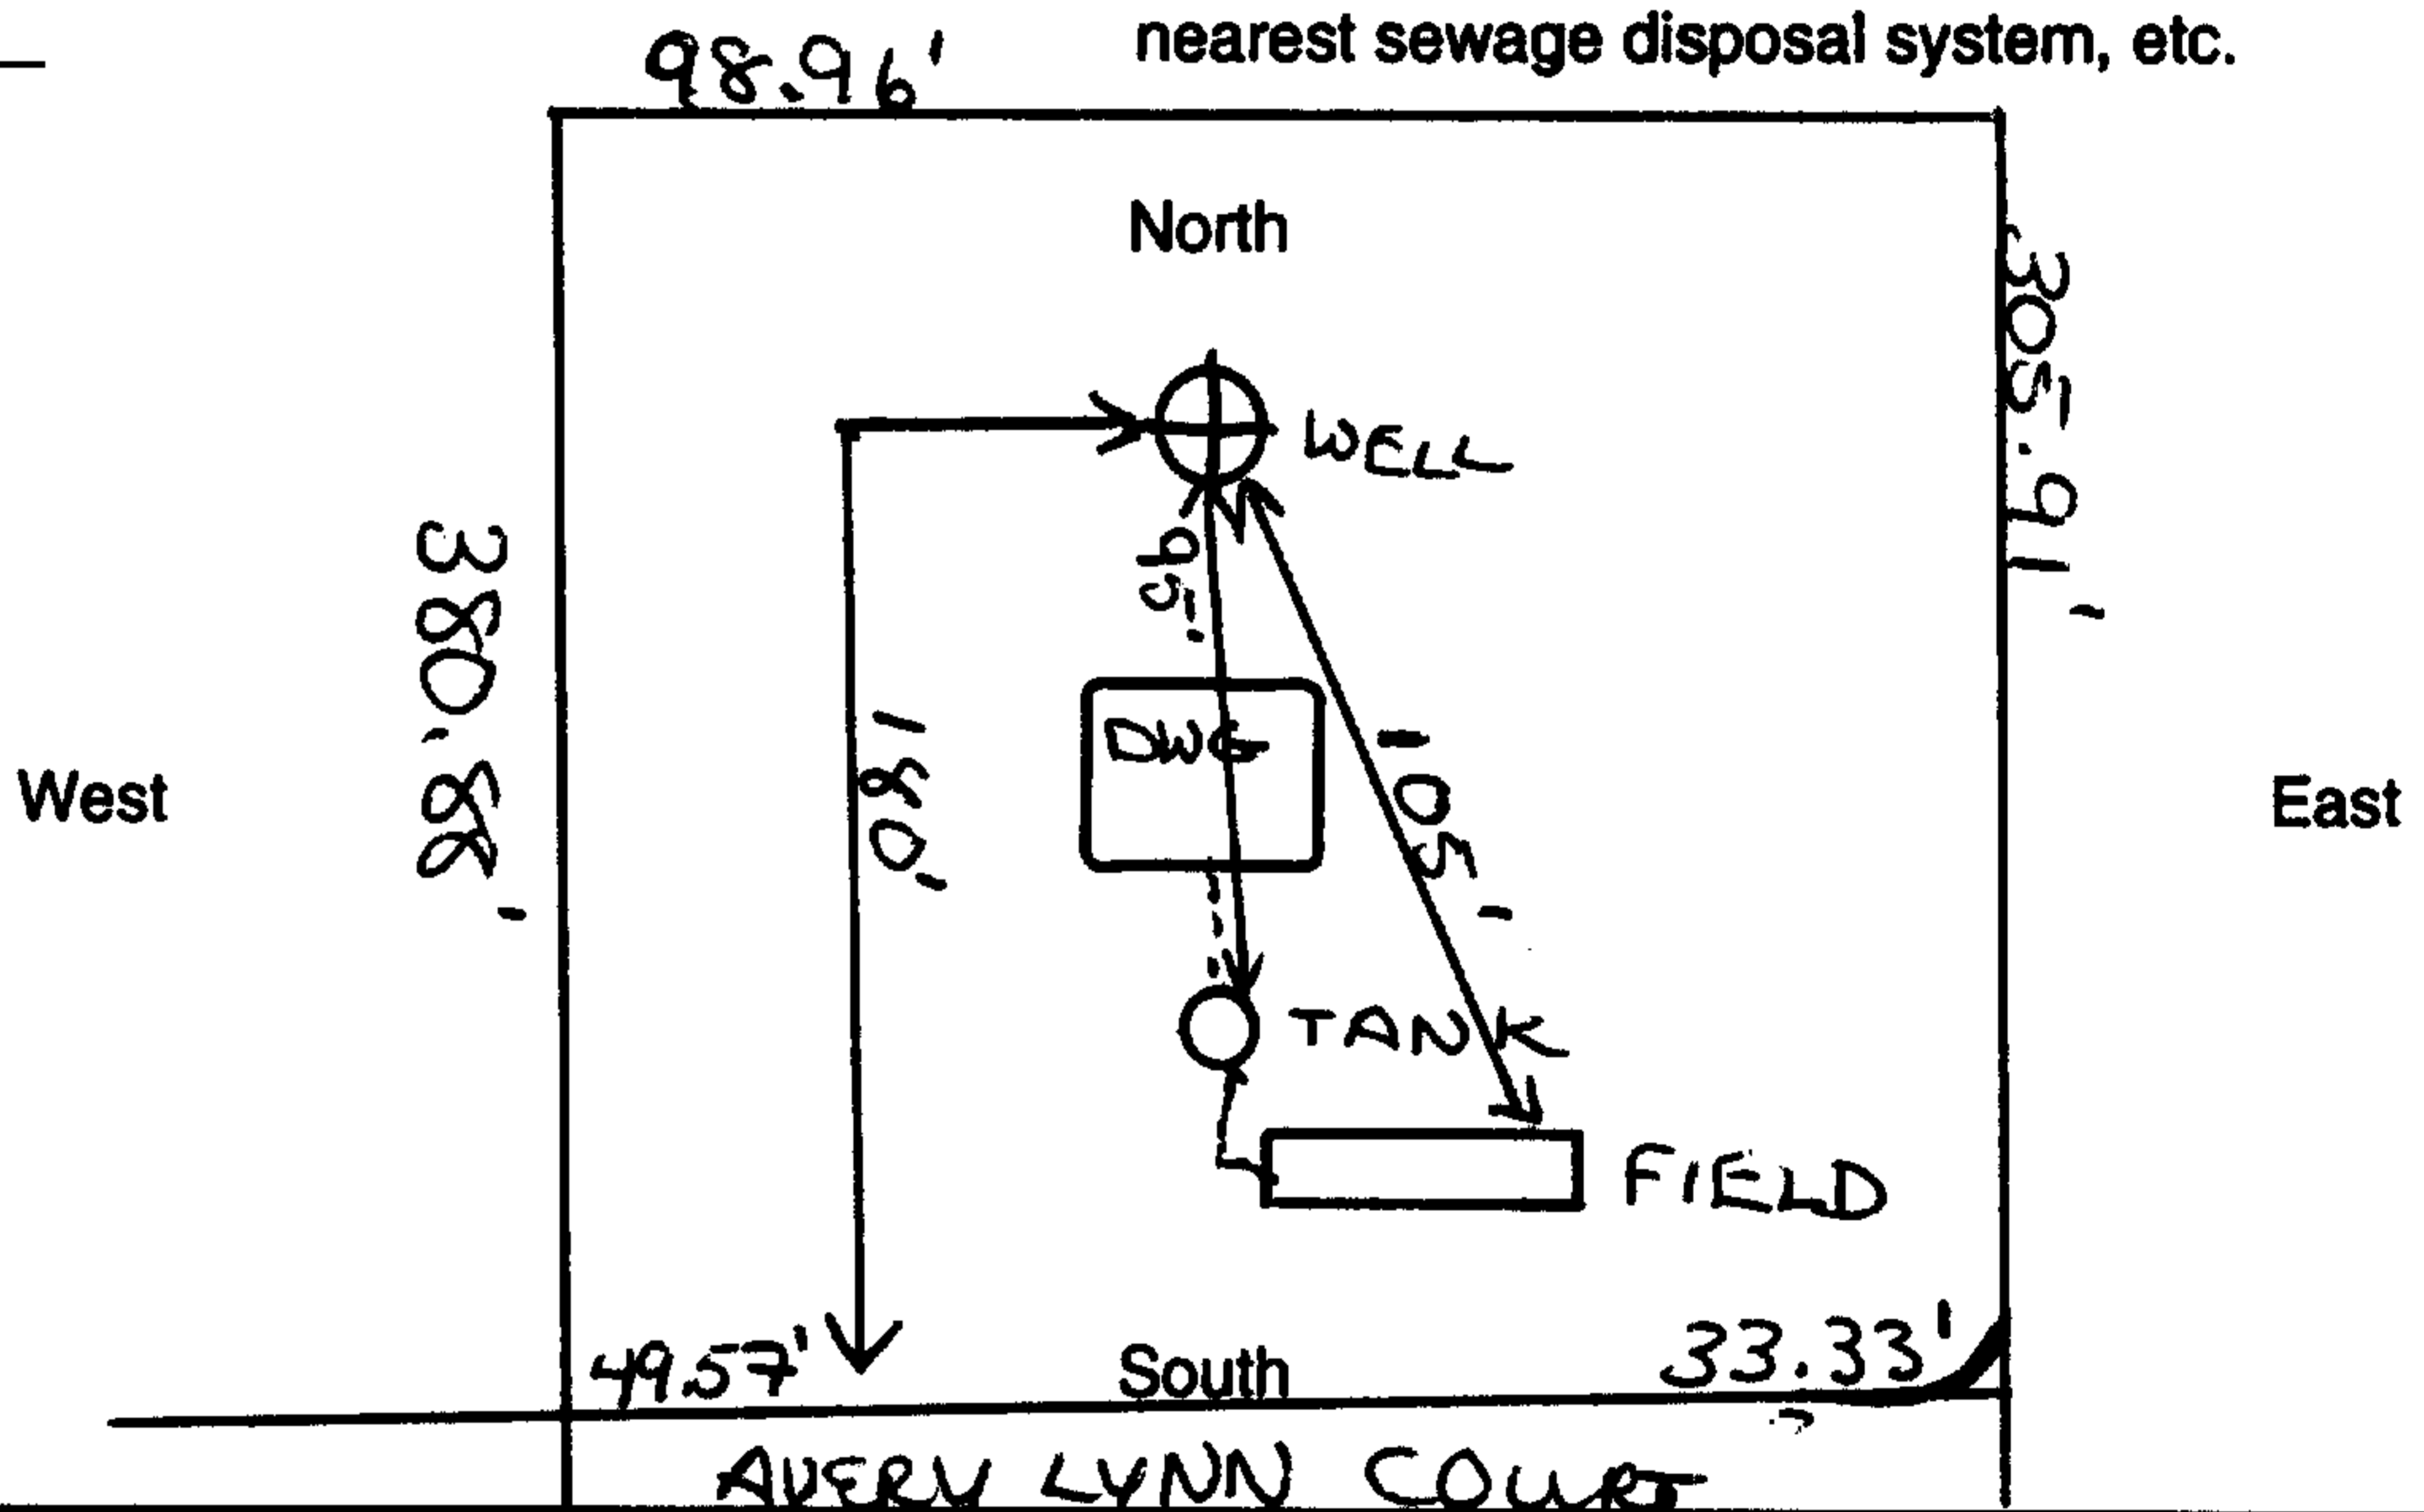 nearest sewage disposal system, etc.
98.96'
North
305.91'
WELL
95'
380.88'
180'
DWG
105'
West
East
TANK
FIELD
49.57'
South
33.33'
AVERY LYNN COURT